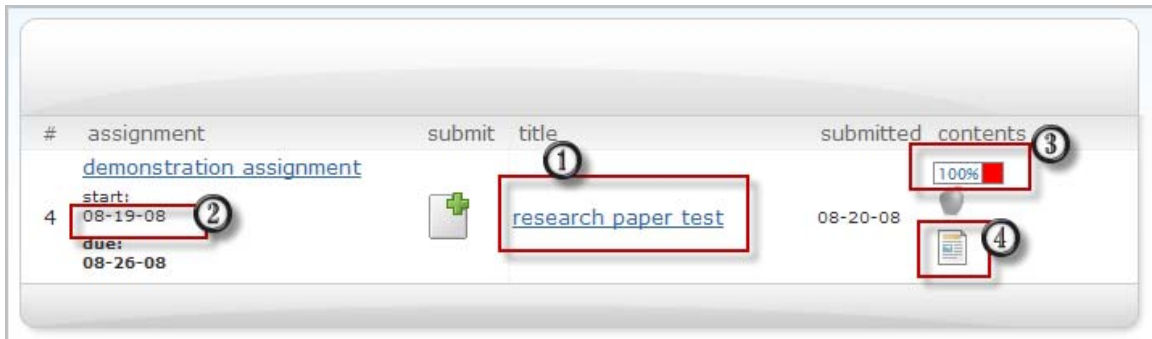 # assignment submit title submitted contents
① ③
demonstration assignment
100%
start:
4 08-19-08 ② research paper test 08-20-08
④
due:
08-26-08